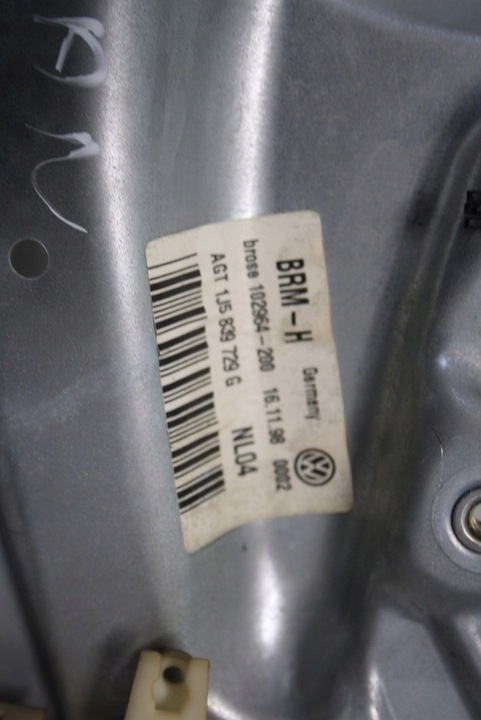 BRM-H Germany
brose 102964-200 16.11.98 0002
AGT 1J5 839 729 G NL04